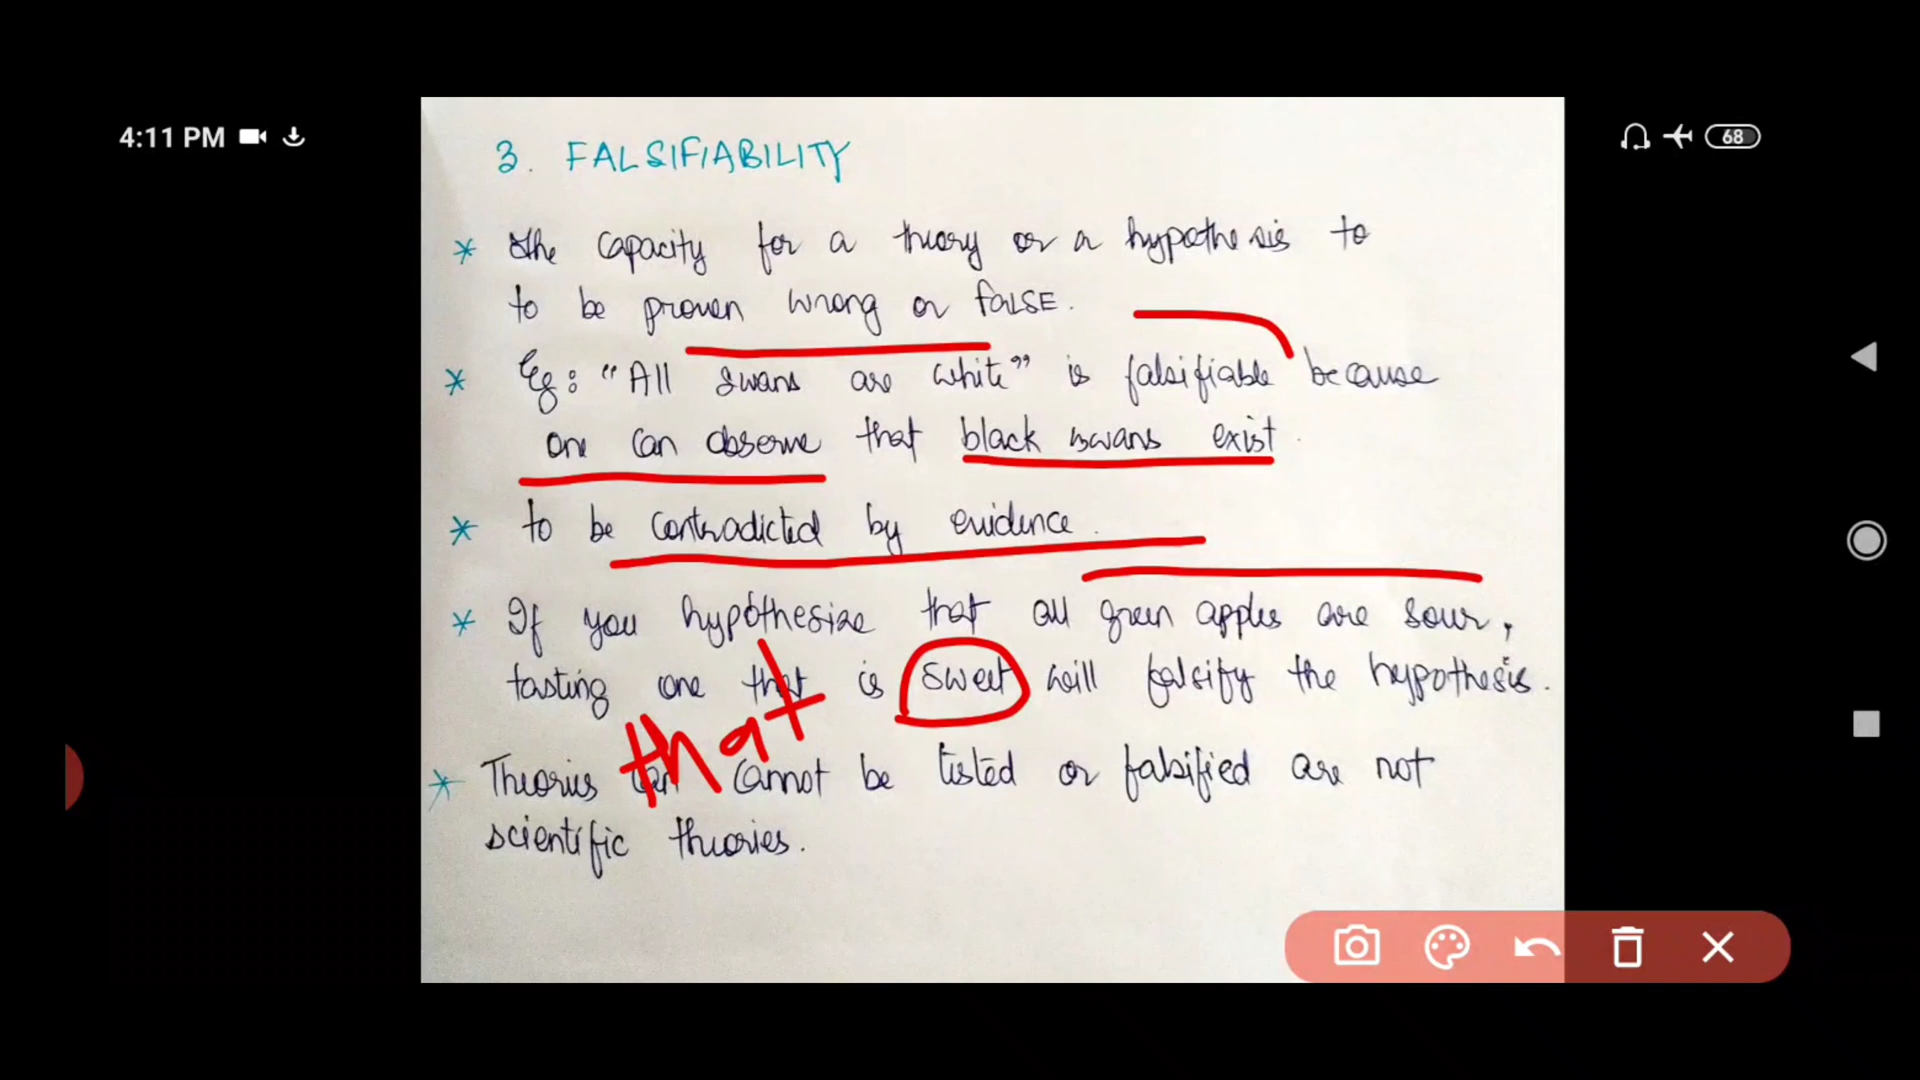 4:11 PM
68
3. FALSIFIABILITY
* The capacity for a theory or a hypothesis to
to be proven wrong or FALSE.
* Eg: "All swans are white" is falsifiable because
one can observe that black swans exist.
* to be contradicted by evidence.
* If you hypothesize that all green apples are sour,
tasting one that is sweet will falsify the hypothesis.
that
* Theories can cannot be tested or falsified are not
scientific theories.